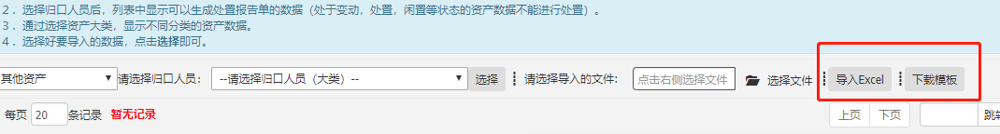 2．选择归口人员后，列表中显示可以生成处置报告单的数据（处于变动，处置，闲置等状态的资产数据不能进行处置）。
3．通过选择资产大类，显示不同分类的资产数据。
4．选择好要导入的数据，点击选择即可。
其他资产 请选择归口人员： --请选择归口人员（大类）-- 选择 请选择导入的文件: 点击右侧选择文件 选择文件 导入Excel 下载模板
每页 20 条记录 暂无记录 上页 下页